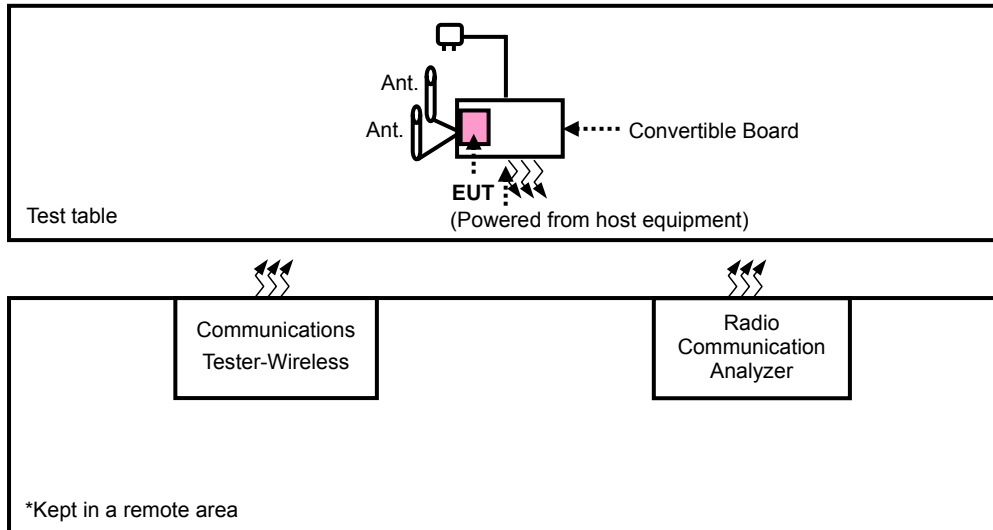 Ant.
Ant.
Convertible Board
EUT
(Powered from host equipment)
Test table
Communications
Tester-Wireless
Radio
Communication
Analyzer
*Kept in a remote area